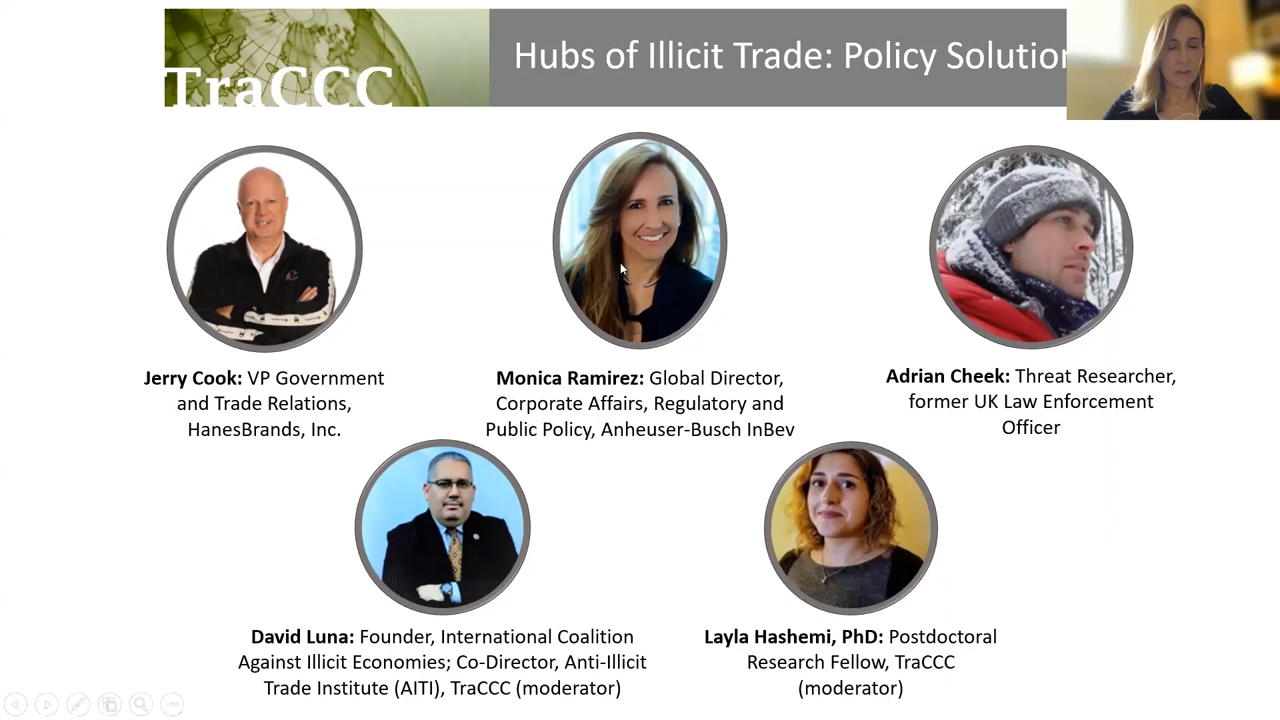 TraCCC
Hubs of Illicit Trade: Policy Solution
Jerry Cook: VP Government
and Trade Relations,
HanesBrands, Inc.
Monica Ramirez: Global Director,
Corporate Affairs, Regulatory and
Public Policy, Anheuser-Busch InBev
Adrian Cheek: Threat Researcher,
former UK Law Enforcement
Officer
David Luna: Founder, International Coalition
Against Illicit Economies; Co-Director, Anti-Illicit
Trade Institute (AITI), TraCCC (moderator)
Layla Hashemi, PhD: Postdoctoral
Research Fellow, TraCCC
(moderator)